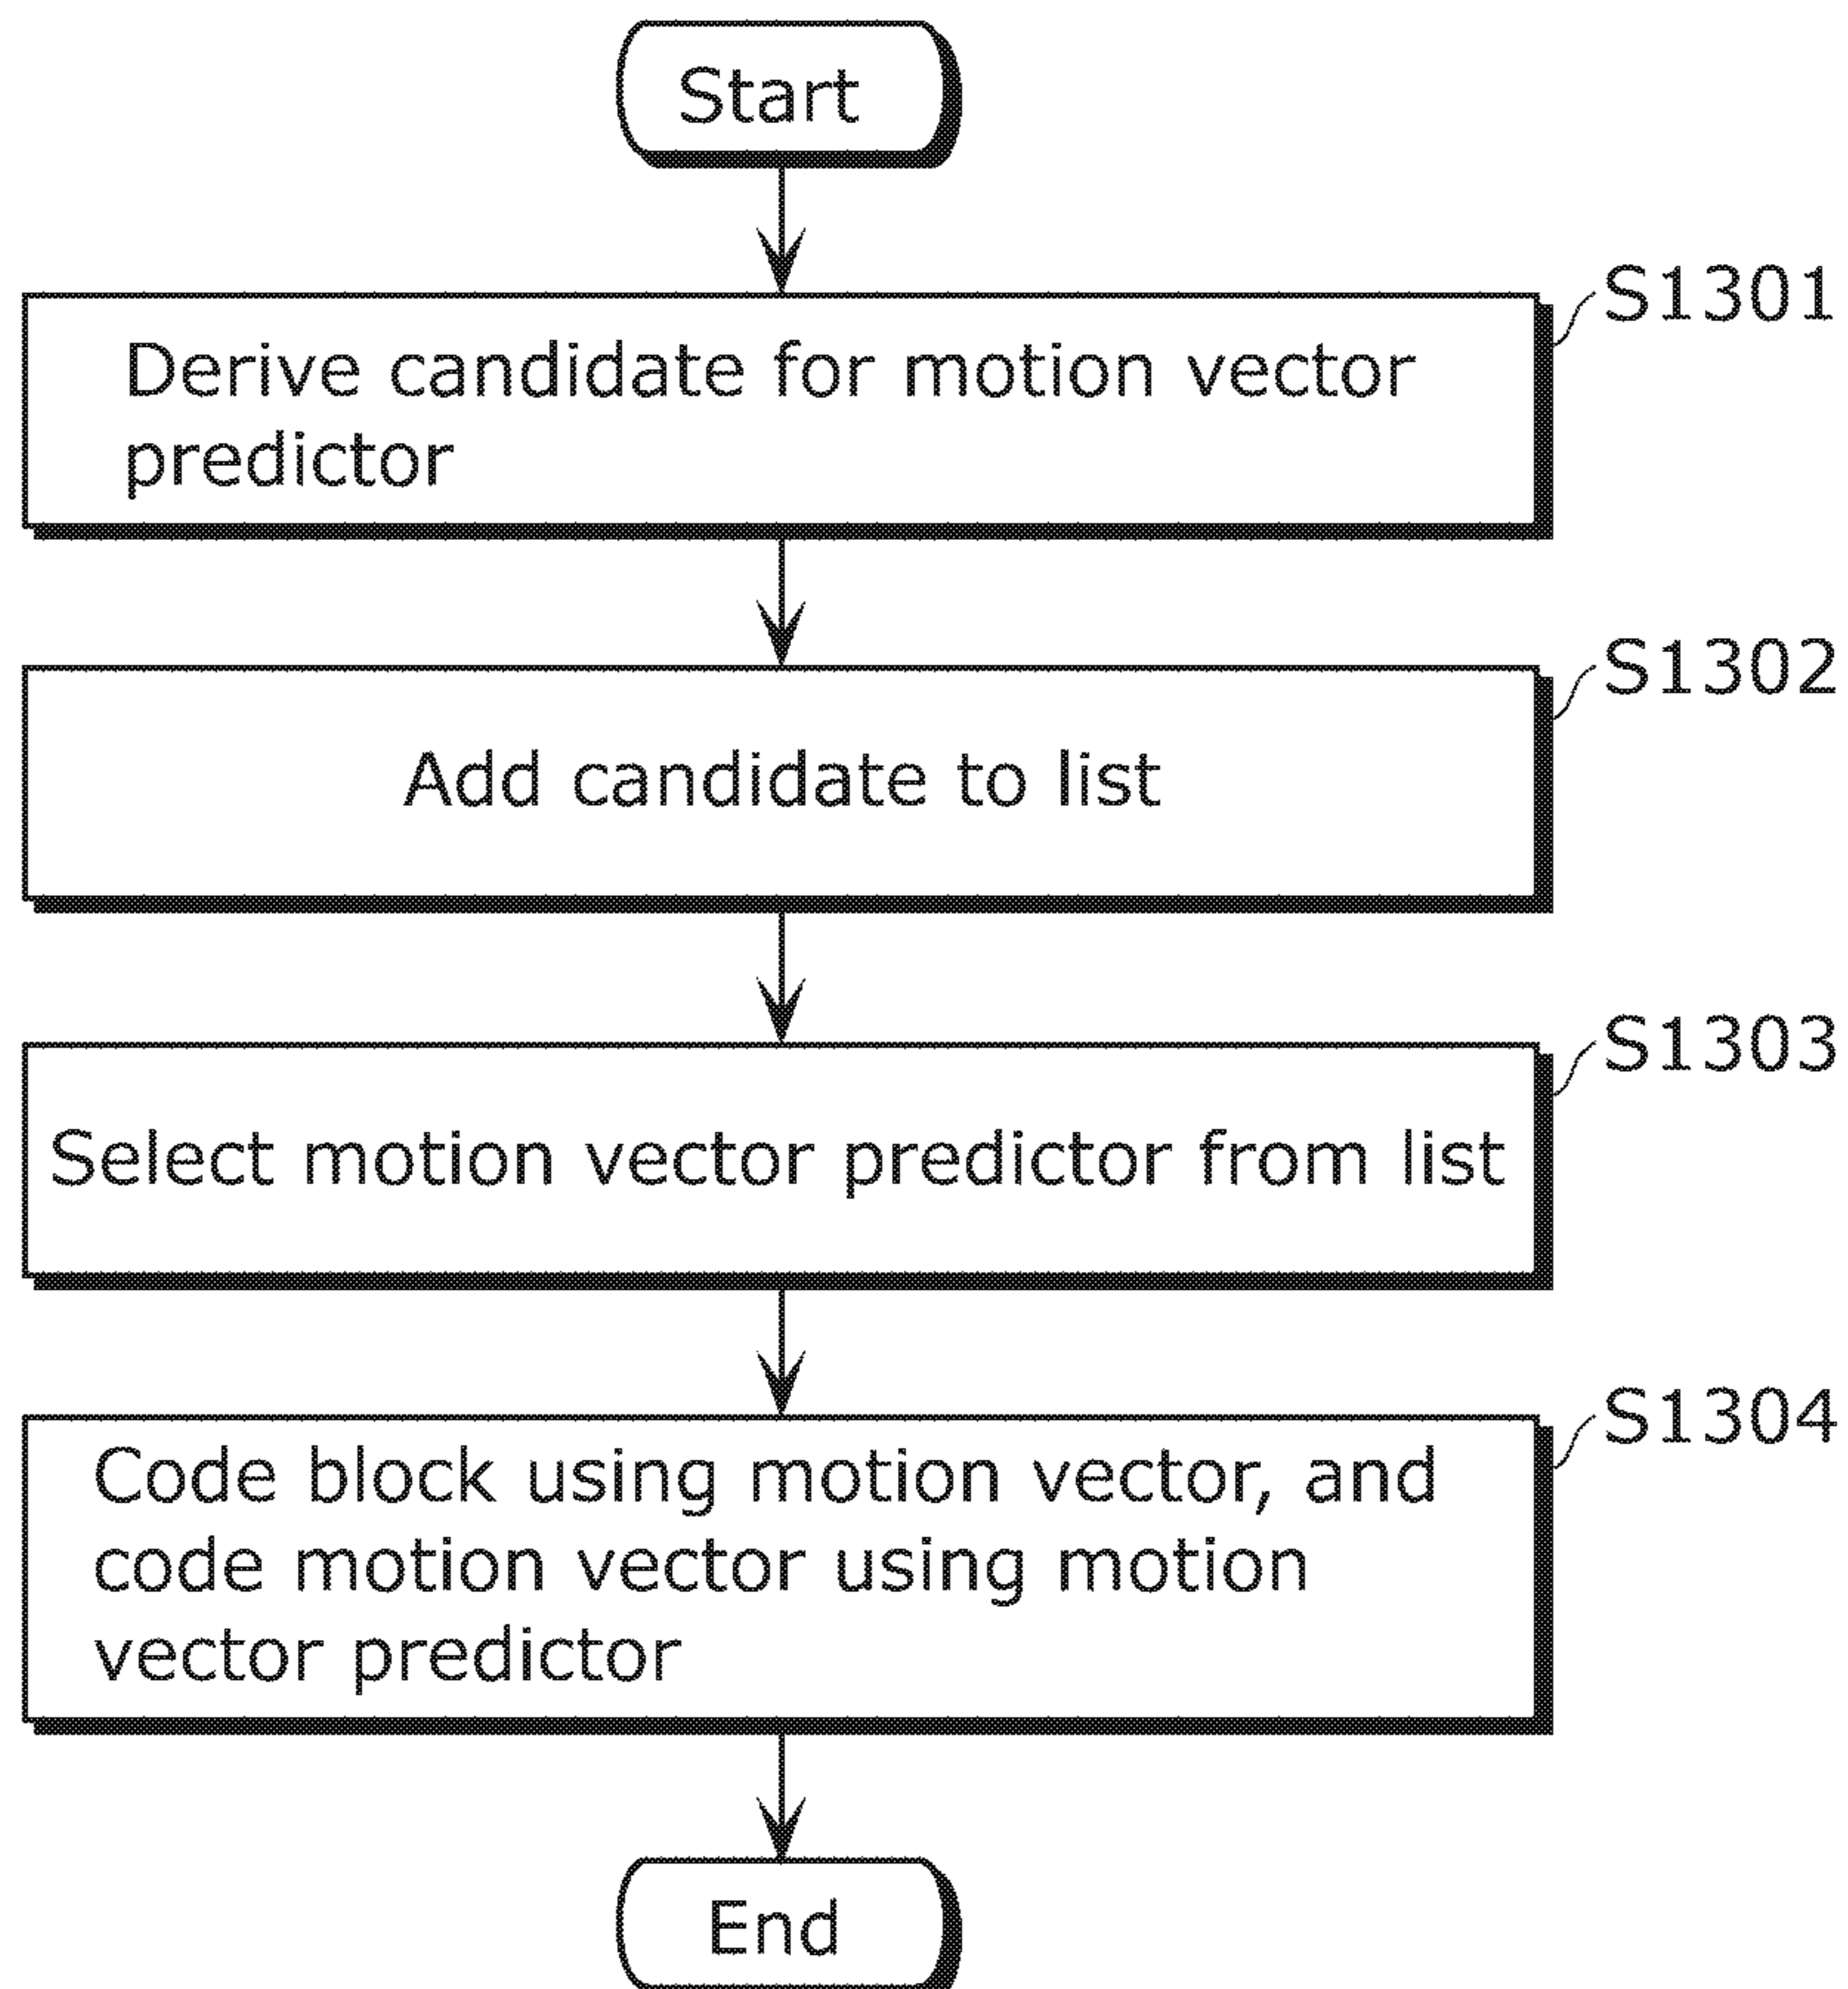 Start
S1301
Derive candidate for motion vector
predictor
S1302
Add candidate to list
S1303
Select motion vector predictor from list
S1304
Code block using motion vector, and
code motion vector using motion
vector predictor
End